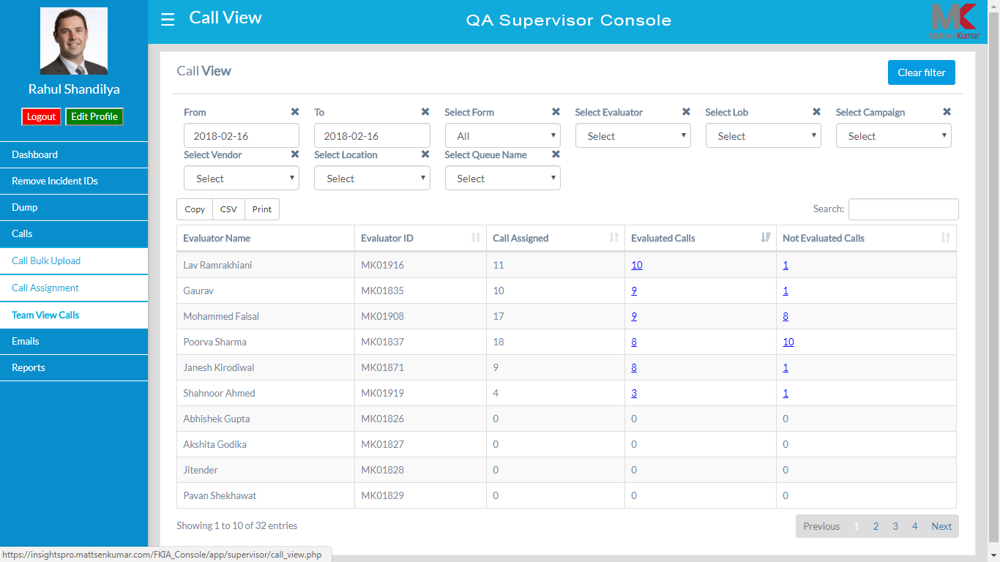 ☰ Call View
QA Supervisor Console
MK
MattsenKumar
Rahul Shandilya
Logout Edit Profile
Dashboard
Remove Incident IDs
Dump
Calls
Call Bulk Upload
Call Assignment
Team View Calls
Emails
Reports
Call View
Clear filter
From ✖ To ✖ Select Form ✖ Select Evaluator ✖ Select Lob ✖ Select Campaign ✖
2018-02-16 2018-02-16 All Select Select Select
Select Vendor ✖ Select Location ✖ Select Queue Name ✖
Select Select Select
Copy CSV Print Search:
Evaluator Name Evaluator ID Call Assigned Evaluated Calls Not Evaluated Calls
Lav Ramrakhiani MK01916 11 10 1
Gaurav MK01835 10 9 1
Mohammed Faisal MK01908 17 9 8
Poorva Sharma MK01837 18 8 10
Janesh Kirodiwal MK01871 9 8 1
Shahnoor Ahmed MK01919 4 3 1
Abhishek Gupta MK01826 0 0 0
Akshita Godika MK01827 0 0 0
Jitender MK01828 0 0 0
Pavan Shekhawat MK01829 0 0 0
Showing 1 to 10 of 32 entries
Previous 1 2 3 4 Next
https://insightspro.mattsenkumar.com/FKIA_Console/app/supervisor/call_view.php